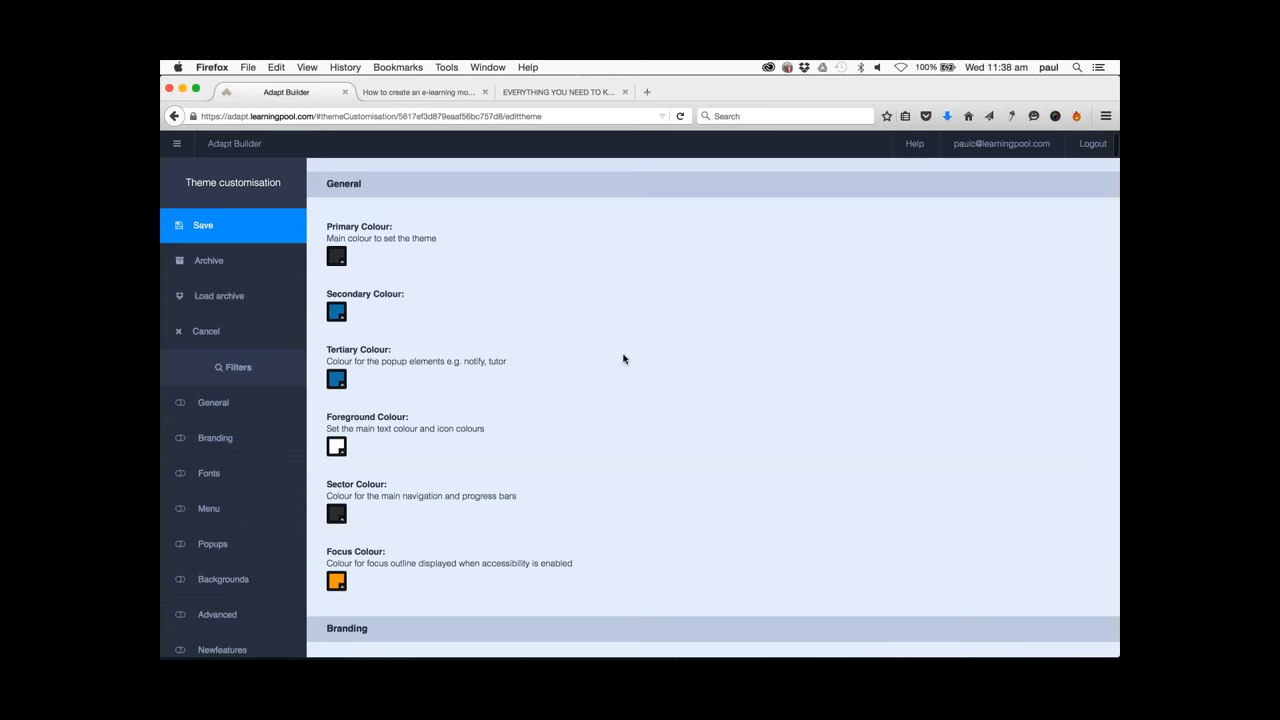 Firefox File Edit View History Bookmarks Tools Window Help 100% Wed 11:38 am paul
Adapt Builder How to create an e-learning mo... EVERYTHING YOU NEED TO K...
https://adapt.learningpool.com/#themeCustomisation/5617ef3d879eaaf56bc757d8/edittheme Search
Adapt Builder Help paulc@learningpool.com Logout
Theme customisation
Save
Archive
Load archive
Cancel
Filters
General
Branding
Fonts
Menu
Popups
Backgrounds
Advanced
Newfeatures
General
Primary Colour:
Main colour to set the theme
Secondary Colour:
Tertiary Colour:
Colour for the popup elements e.g. notify, tutor
Foreground Colour:
Set the main text colour and icon colours
Sector Colour:
Colour for the main navigation and progress bars
Focus Colour:
Colour for focus outline displayed when accessibility is enabled
Branding